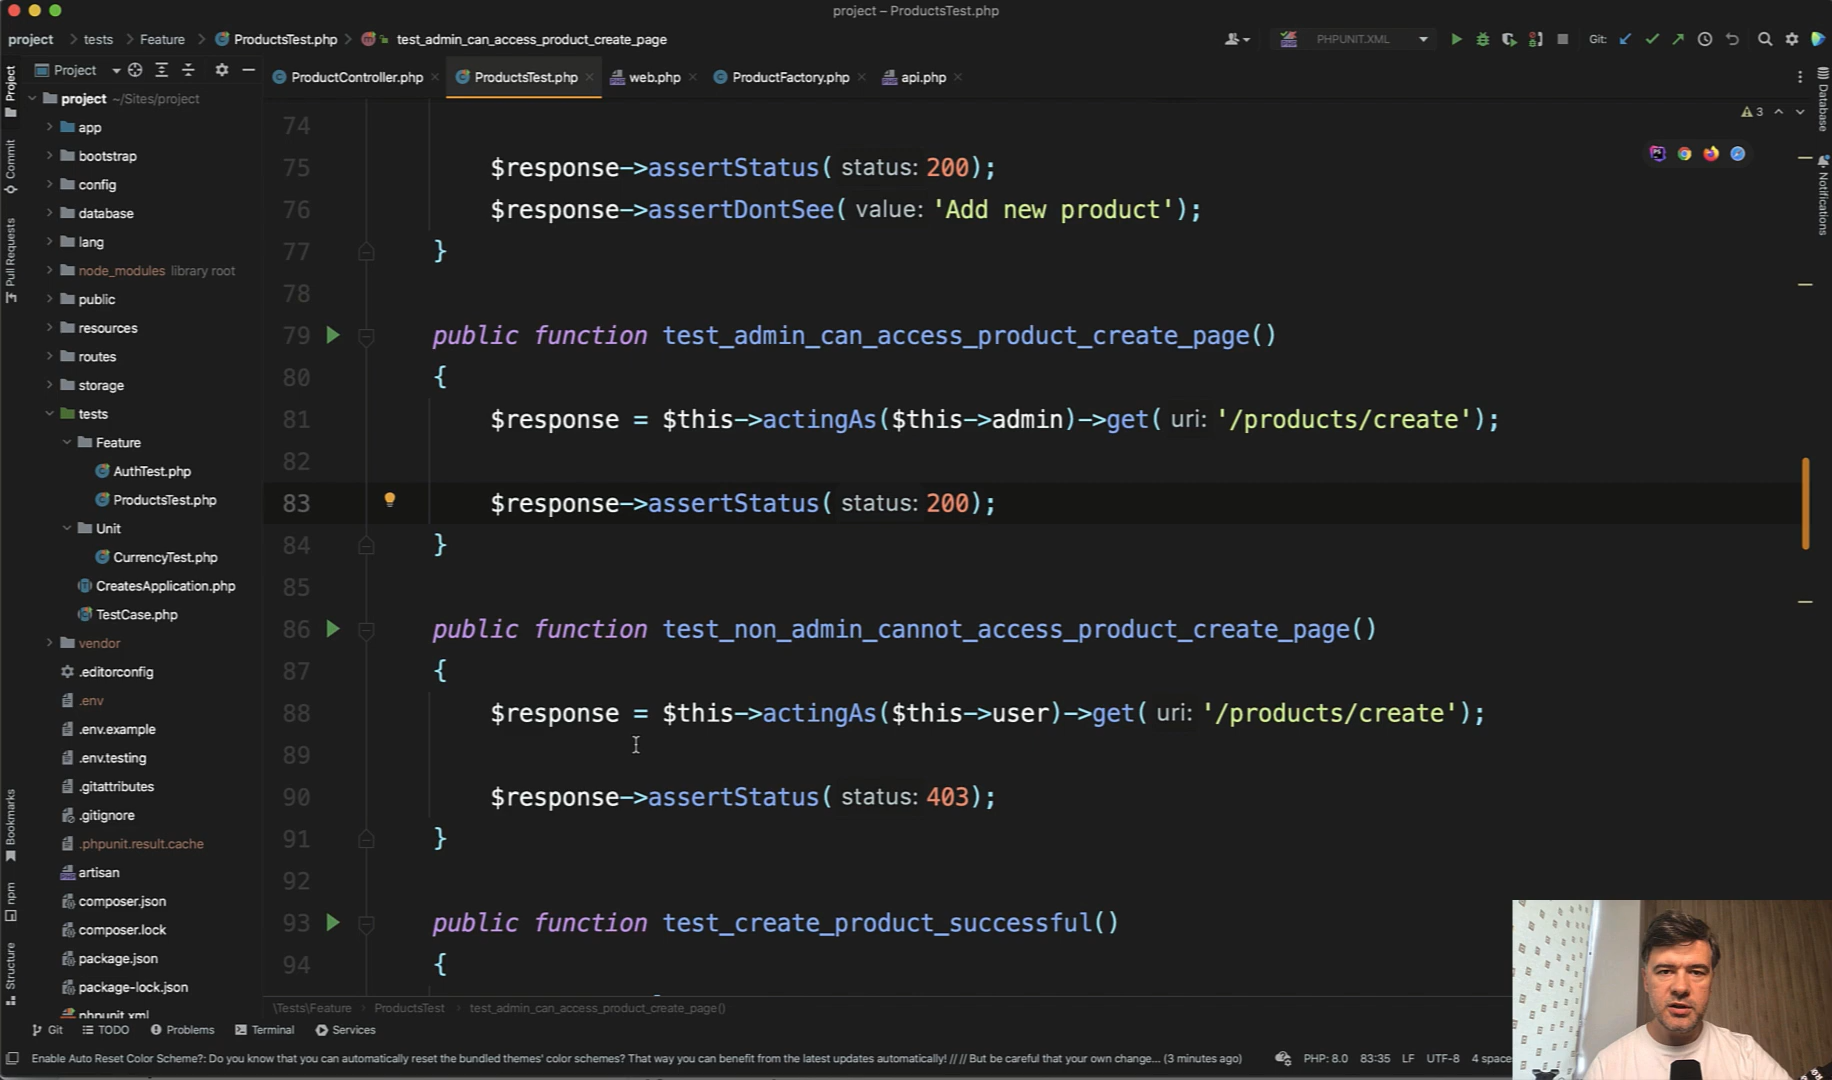 project – ProductsTest.php
project > tests > Feature > ProductsTest.php > test_admin_can_access_product_create_page
PHPUNIT.XML
Git:
Project
ProductController.php
ProductsTest.php
web.php
ProductFactory.php
api.php
Project
Commit
Pull Requests
Bookmarks
npm
Structure
project ~/Sites/project
app
bootstrap
config
database
lang
node_modules library root
public
resources
routes
storage
tests
Feature
AuthTest.php
ProductsTest.php
Unit
CurrencyTest.php
CreatesApplication.php
TestCase.php
vendor
.editorconfig
.env
.env.example
.env.testing
.gitattributes
.gitignore
.phpunit.result.cache
artisan
composer.json
composer.lock
package.json
package-lock.json
phpunit.xml
3
Database
Notifications
74
75 $response->assertStatus( status: 200);
76 $response->assertDontSee( value: 'Add new product');
77 }
78
79 public function test_admin_can_access_product_create_page()
80 {
81 $response = $this->actingAs($this->admin)->get( uri: '/products/create');
82
83 $response->assertStatus( status: 200);
84 }
85
86 public function test_non_admin_cannot_access_product_create_page()
87 {
88 $response = $this->actingAs($this->user)->get( uri: '/products/create');
89
90 $response->assertStatus( status: 403);
91 }
92
93 public function test_create_product_successful()
94 {
\Tests\Feature > ProductsTest > test_admin_can_access_product_create_page()
Git TODO Problems Terminal Services
Enable Auto Reset Color Scheme?: Do you know that you can automatically reset the bundled themes' color schemes? That way you can benefit from the latest updates automatically! // // But be careful that your own change... (3 minutes ago) PHP: 8.0 83:35 LF UTF-8 4 space